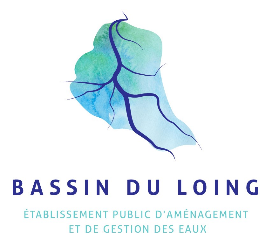 BASSIN DU LOING
ÉTABLISSEMENT PUBLIC D'AMÉNAGEMENT
ET DE GESTION DES EAUX